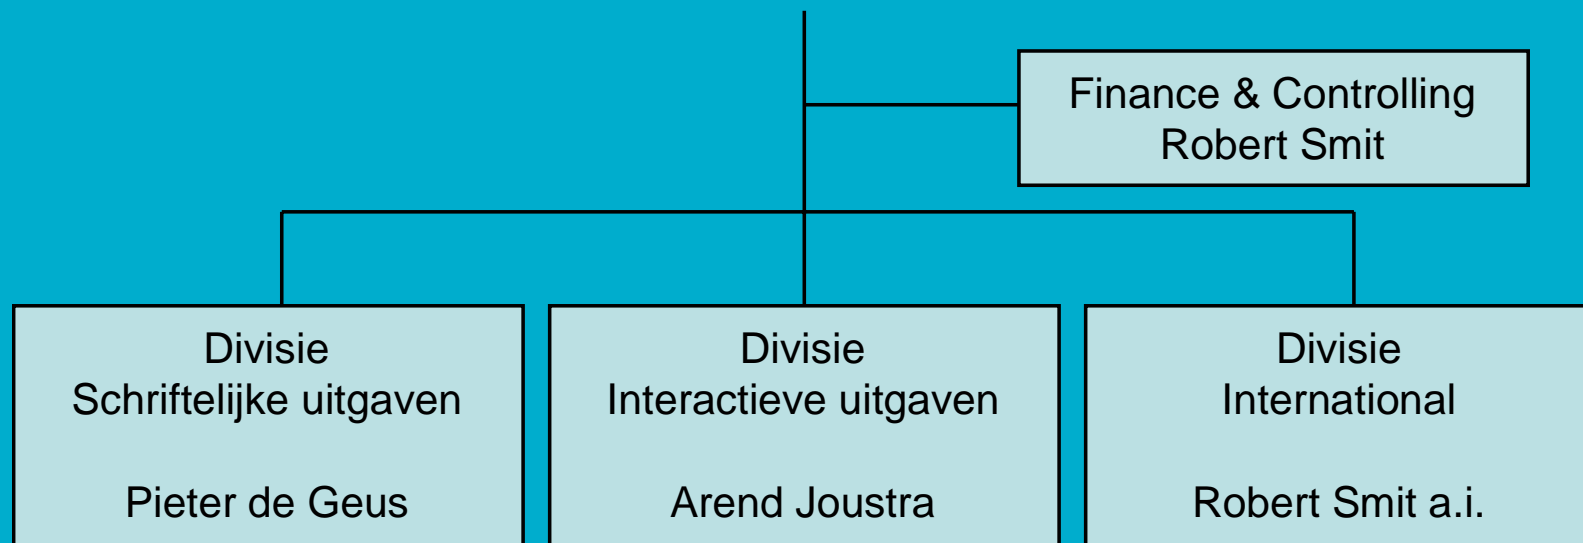 Finance & Controlling
Robert Smit
Divisie
Schriftelijke uitgaven
Pieter de Geus
Divisie
Interactieve uitgaven
Arend Joustra
Divisie
International
Robert Smit a.i.